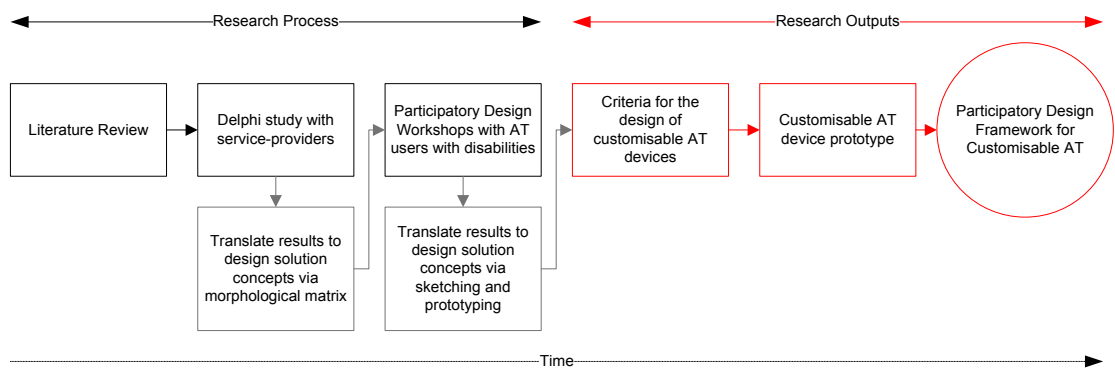 Research Process
Research Outputs
Literature Review
Delphi study with
service-providers
Participatory Design
Workshops with AT
users with disabilities
Criteria for the
design of
customisable AT
devices
Customisable AT
device prototype
Participatory Design
Framework for
Customisable AT
Translate results to
design solution
concepts via
morphological matrix
Translate results to
design solution
concepts via
sketching and
prototyping
Time